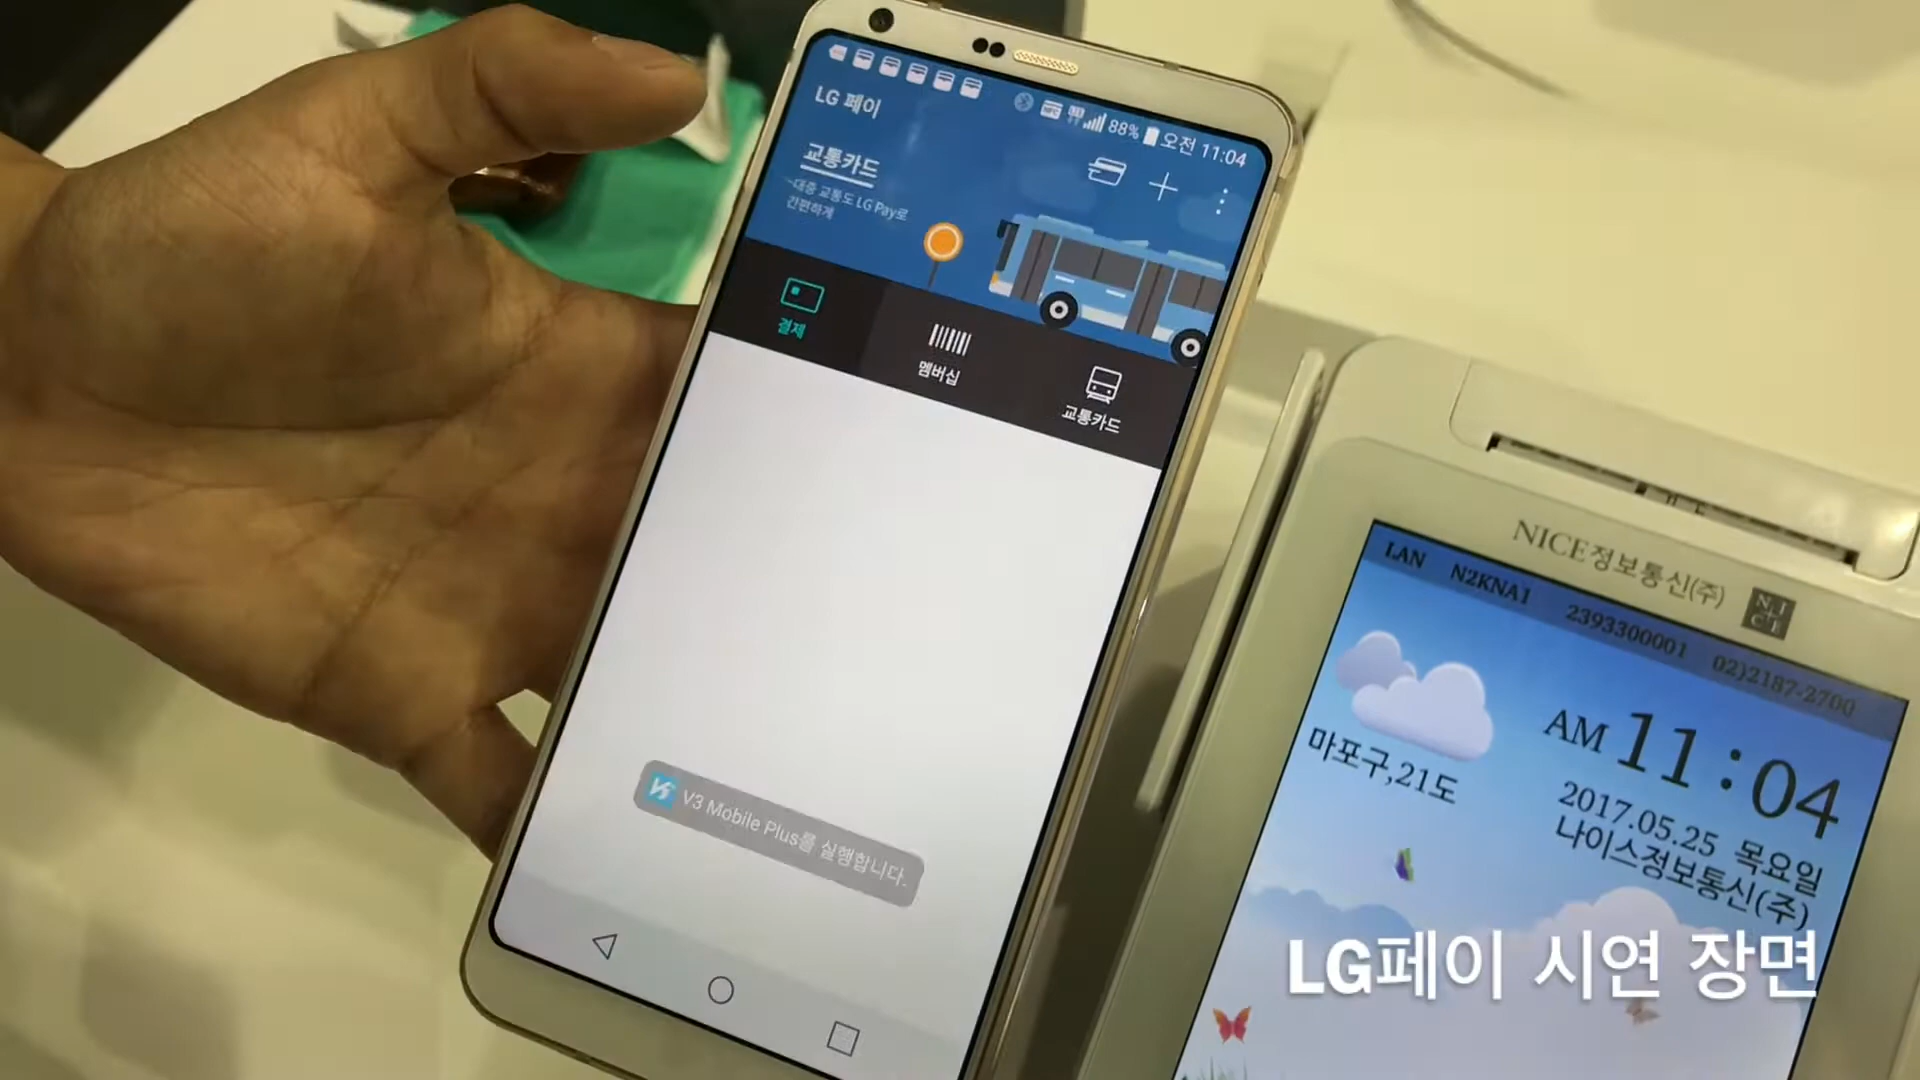 88% 오전 11:04
LG 페이
교통카드
대중 교통도 LG Pay로
간편하게
결제
멤버십
교통카드
V3 Mobile Plus를 실행합니다.
NICE정보통신(주)
NICE
LAN N2KNA1 2393300001 02)2187-2700
AM 11:04
마포구,21도
2017.05.25 목요일
나이스정보통신(주)
LG페이 시연 장면